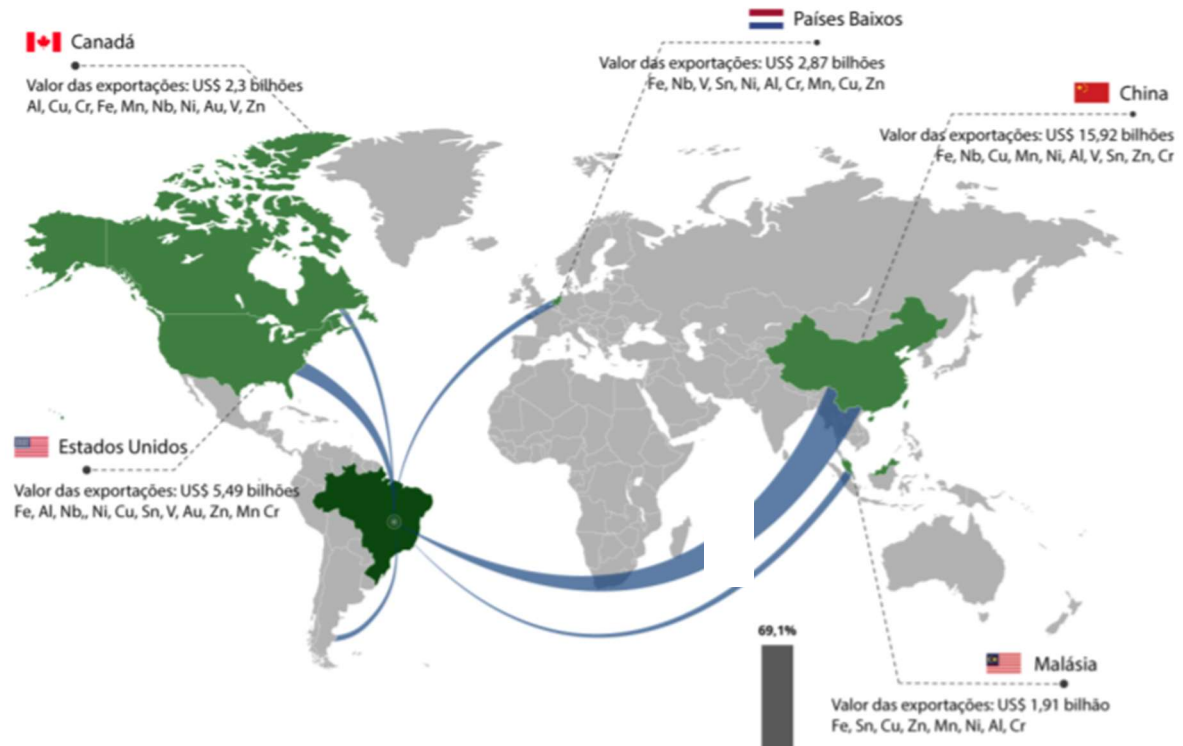 Canadá
Valor das exportações: US$ 2,3 bilhões
Al, Cu, Cr, Fe, Mn, Nb, Ni, Au, V, Zn
Países Baixos
Valor das exportações: US$ 2,87 bilhões
Fe, Nb, V, Sn, Ni, Al, Cr, Mn, Cu, Zn
China
Valor das exportações: US$ 15,92 bilhões
Fe, Nb, Cu, Mn, Ni, Al, V, Sn, Zn, Cr
Estados Unidos
Valor das exportações: US$ 5,49 bilhões
Fe, Al, Nb,, Ni, Cu, Sn, V, Au, Zn, Mn Cr
69,1%
Malásia
Valor das exportações: US$ 1,91 bilhão
Fe, Sn, Cu, Zn, Mn, Ni, Al, Cr